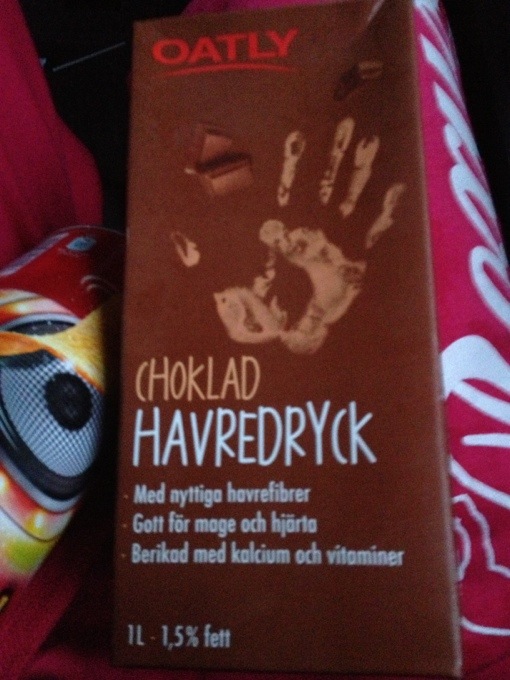 OATLY
CHOKLAD
HAVREDRYCK
- Med nyttiga havrefibrer
- Gott för mage och hjärta
- Berikad med kalcium och vitaminer
1L - 1,5% fett